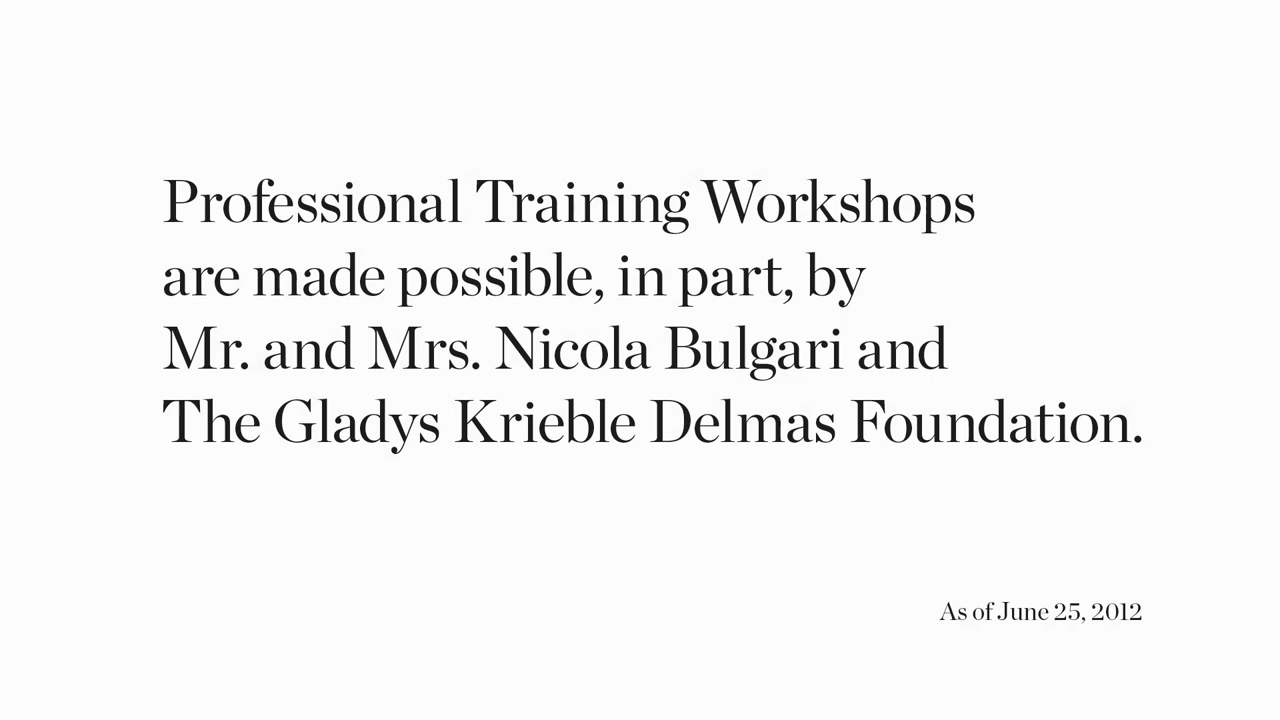 Professional Training Workshops
are made possible, in part, by
Mr. and Mrs. Nicola Bulgari and
The Gladys Krieble Delmas Foundation.
As of June 25, 2012